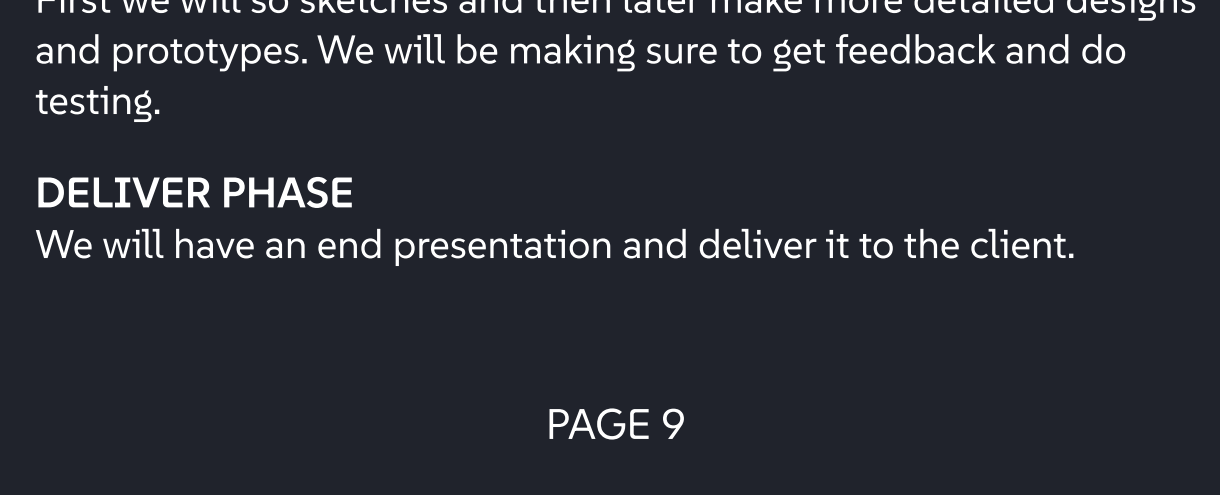 First we will so sketches and then later make more detailed designs
and prototypes. We will be making sure to get feedback and do
testing.
DELIVER PHASE
We will have an end presentation and deliver it to the client.
PAGE 9